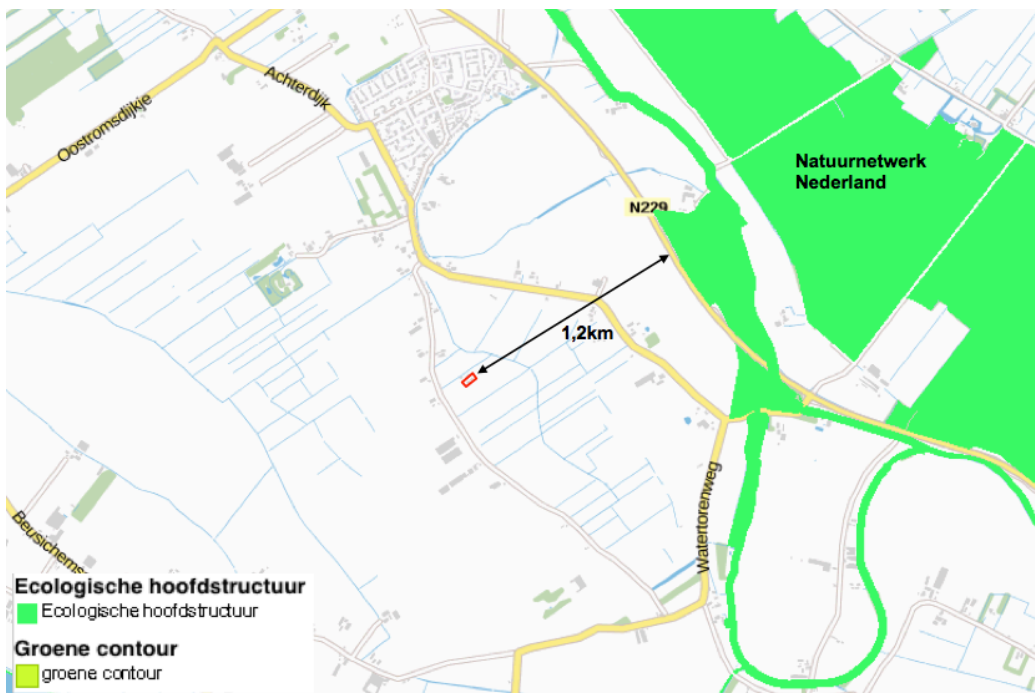 Achterdijk
Oostromsdijkje
Natuurnetwerk
Nederland
N229
1,2km
Watertorenweg
Beusichems
Ecologische hoofdstructuur
Ecologische hoofdstructuur
Groene contour
groene contour